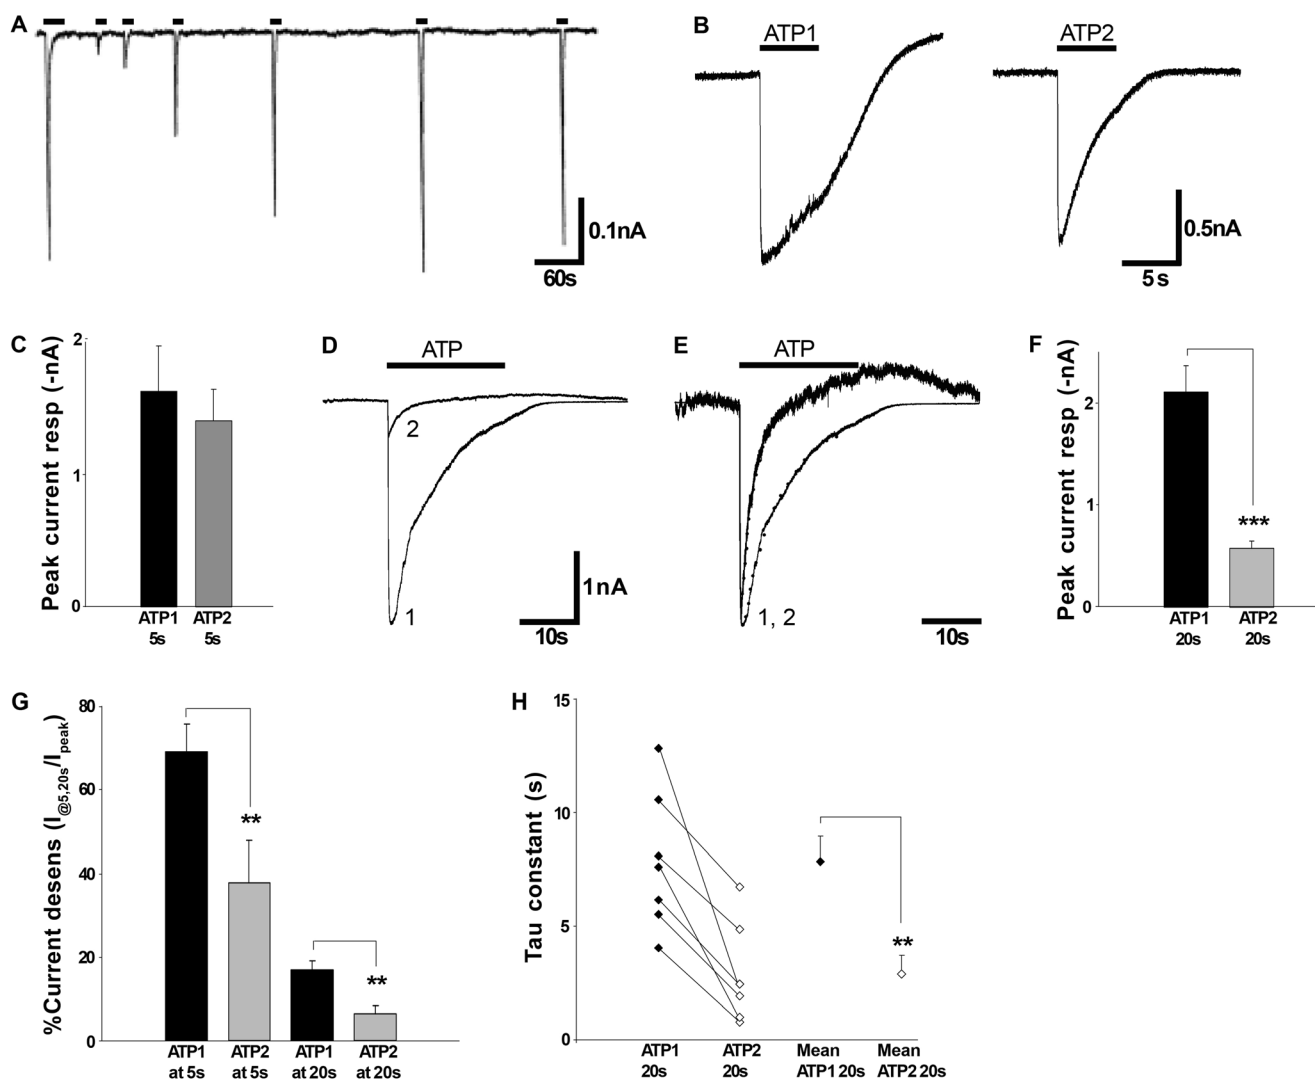 A
0.1nA
60s
B
ATP1
ATP2
0.5nA
5 s
C
Peak current resp (-nA)
2
1
0
ATP1
5s
ATP2
5s
D
ATP
2
1
1nA
10s
E
ATP
1, 2
10s
F
Peak current resp (-nA)
2
1
0
***
ATP1
20s
ATP2
20s
G
%Current desens (I@5,20s/Ipeak)
80
60
40
20
0
**
**
ATP1
at 5s
ATP2
at 5s
ATP1
at 20s
ATP2
at 20s
H
Tau constant (s)
15
10
5
0
**
ATP1
20s
ATP2
20s
Mean
ATP1 20s
Mean
ATP2 20s